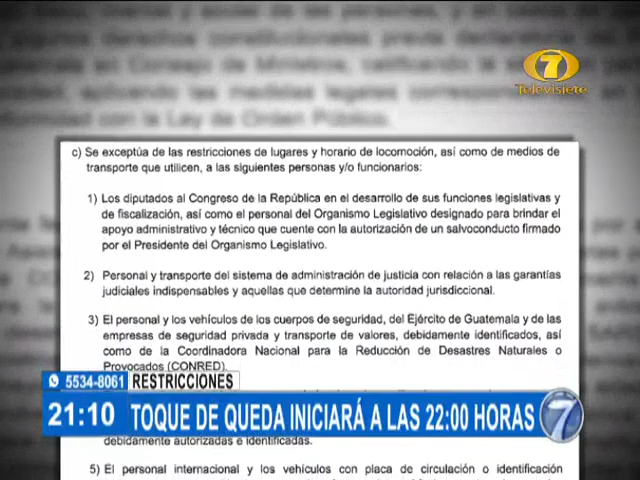 7
Televisiete
c) Se exceptúa de las restricciones de lugares y horario de locomoción, así como de medios de
transporte que utilicen, a las siguientes personas y/o funcionarios:
1) Los diputados al Congreso de la República en el desarrollo de sus funciones legislativas y
de fiscalización, así como el personal del Organismo Legislativo designado para brindar el
apoyo administrativo y técnico que cuente con la autorización de un salvoconducto firmado
por el Presidente del Organismo Legislativo.
2) Personal y transporte del sistema de administración de justicia con relación a las garantías
judiciales indispensables y aquellas que determine la autoridad jurisdiccional.
3) El personal y los vehículos de los cuerpos de seguridad, del Ejército de Guatemala y de las
empresas de seguridad privada y transporte de valores, debidamente identificados, así
como de la Coordinadora Nacional para la Reducción de Desastres Naturales o
Provocados (CONRED).
5534-8061 RESTRICCIONES
21:10 TOQUE DE QUEDA INICIARÁ A LAS 22:00 HORAS 7
debidamente autorizadas e identificadas.
5) El personal internacional y los vehículos con placa de circulación o identificación